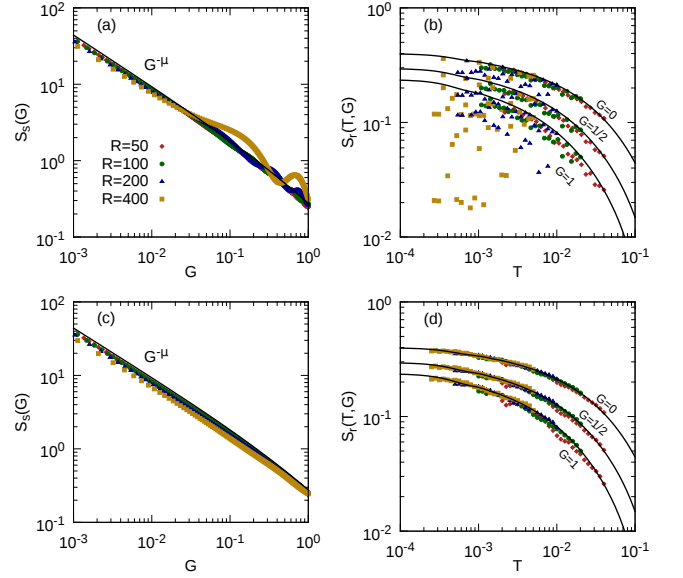 (a)
G^-μ
S_s(G)
R=50
R=100
R=200
R=400
10^2
10^1
10^0
10^-1
10^-3 10^-2 10^-1 10^0
G
(b)
S_r(T,G)
G=0
G=1/2
G=1
10^0
10^-1
10^-2
10^-4 10^-3 10^-2 10^-1
T
(c)
G^-μ
S_s(G)
10^2
10^1
10^0
10^-1
10^-3 10^-2 10^-1 10^0
G
(d)
S_r(T,G)
G=0
G=1/2
G=1
10^0
10^-1
10^-2
10^-4 10^-3 10^-2 10^-1
T